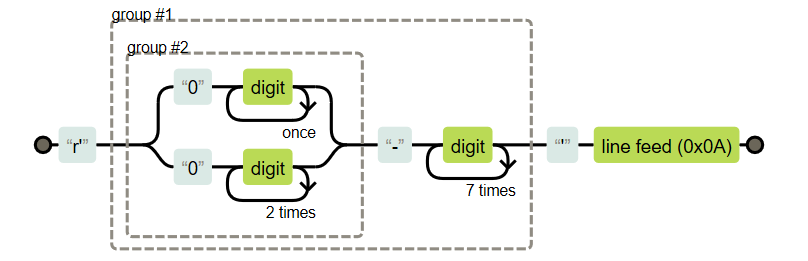 group #1
group #2
“0” digit
once
“r'” “-” digit “'” line feed (0x0A)
“0” digit
7 times
2 times